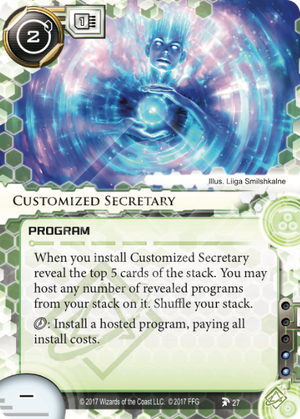 2
1
Illus. Liiga Smilshkalne
Customized Secretary
PROGRAM
When you install Customized Secretary
reveal the top 5 cards of the stack. You may
host any number of revealed programs
from your stack on it. Shuffle your stack.
: Install a hosted program, paying all
install costs.
–
© 2017 Wizards of the Coast LLC. © 2017 FFG
27